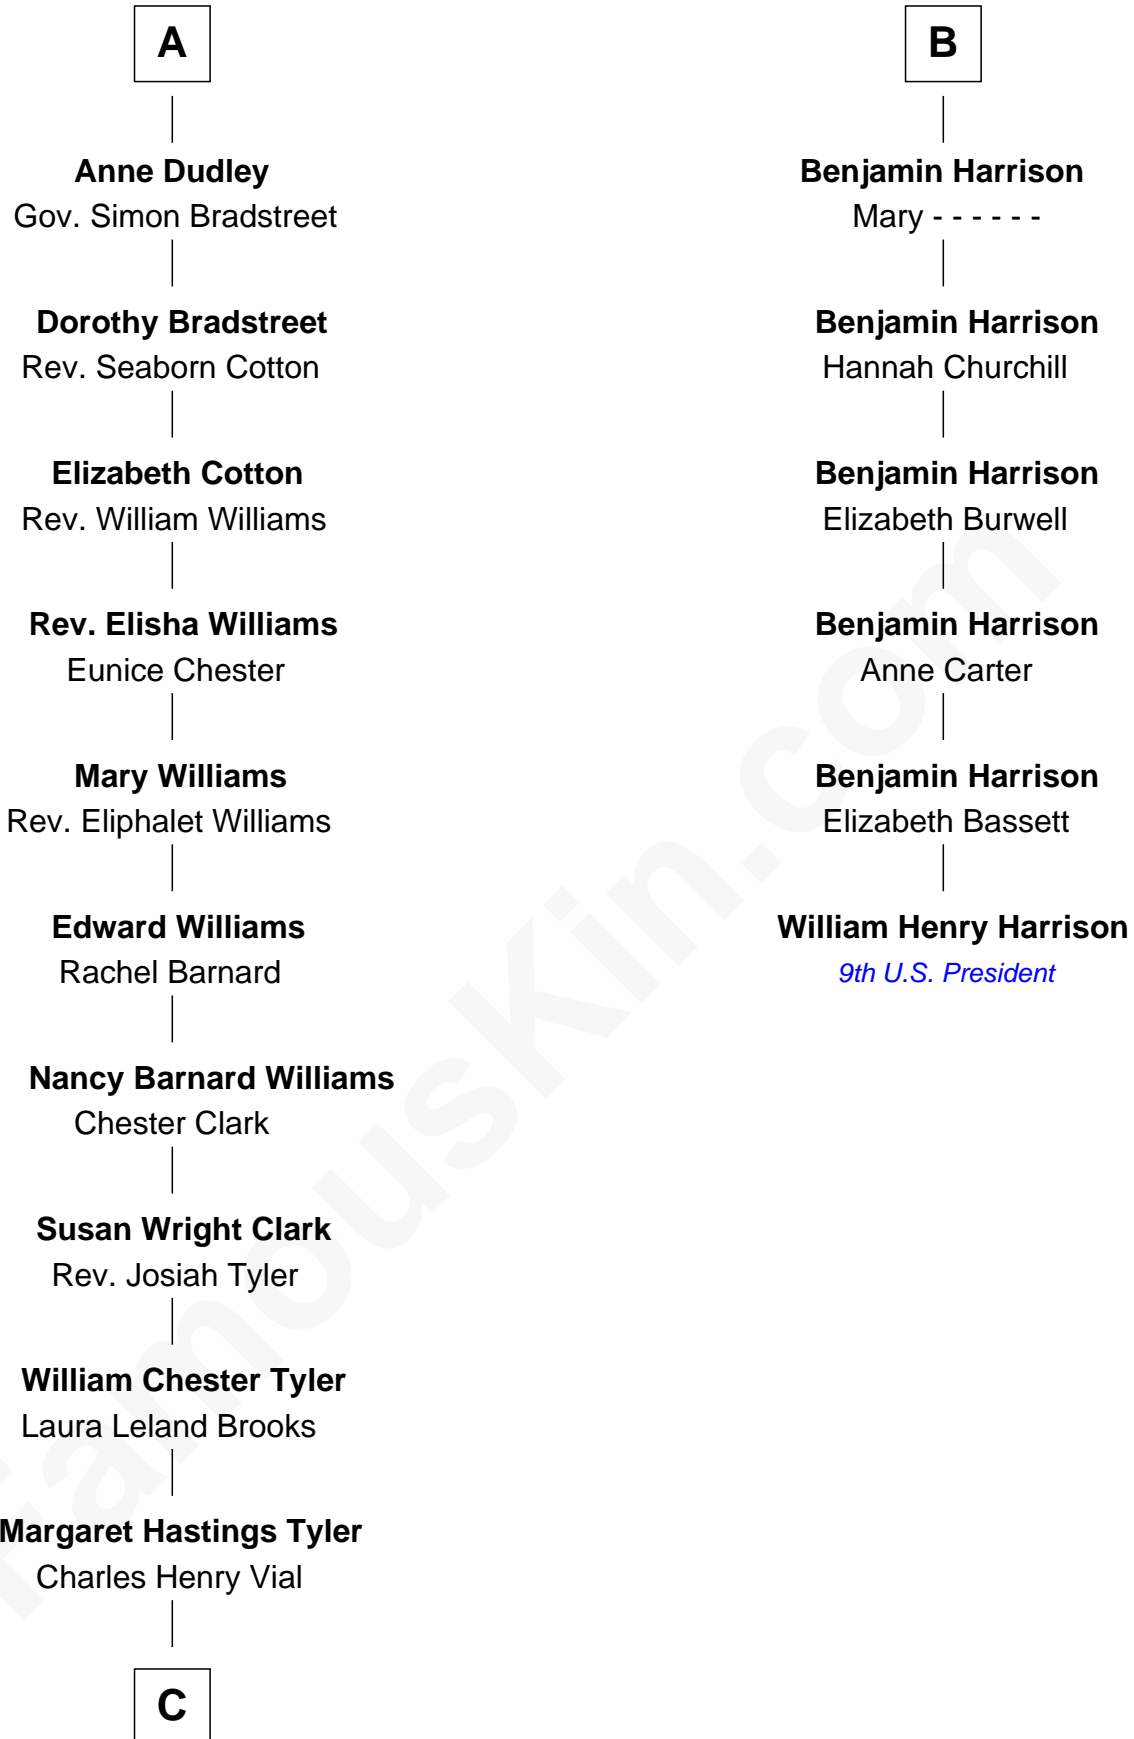 A
Anne Dudley
Gov. Simon Bradstreet
Dorothy Bradstreet
Rev. Seaborn Cotton
Elizabeth Cotton
Rev. William Williams
Rev. Elisha Williams
Eunice Chester
Mary Williams
Rev. Eliphalet Williams
Edward Williams
Rachel Barnard
Nancy Barnard Williams
Chester Clark
Susan Wright Clark
Rev. Josiah Tyler
William Chester Tyler
Laura Leland Brooks
Margaret Hastings Tyler
Charles Henry Vial
C
B
Benjamin Harrison
Mary - - - - - -
Benjamin Harrison
Hannah Churchill
Benjamin Harrison
Elizabeth Burwell
Benjamin Harrison
Anne Carter
Benjamin Harrison
Elizabeth Bassett
William Henry Harrison
9th U.S. President
FamousKin.com